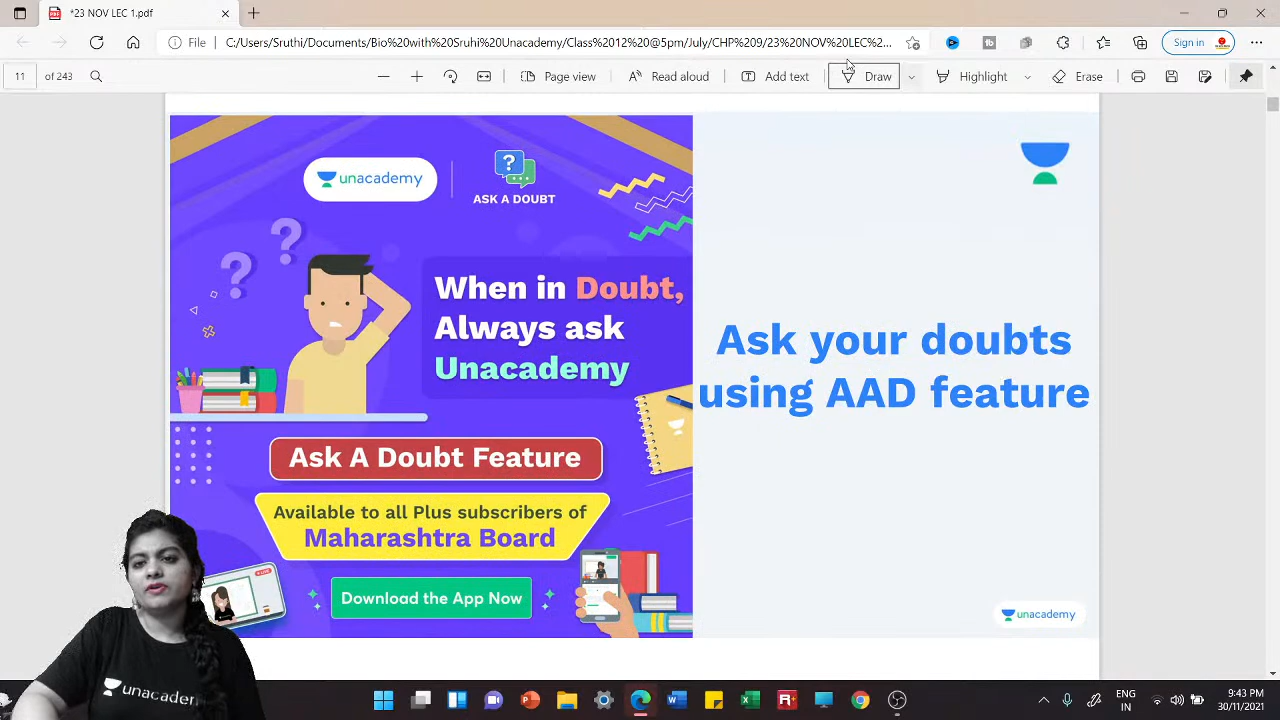 *23 NOV LEC 1.pdf
File
C:/Users/Sruthi/Documents/Bio%20with%20Sruhi%20Unacademy/Class%2012%20@5pm/July/CHP%209/23%20NOV%20LEC%2...
Sign in
11 of 243
Page view
Read aloud
Add text
Draw
Highlight
Erase
unacademy
?
ASK A DOUBT
? ?
When in Doubt,
Always ask
Unacademy
Ask A Doubt Feature
Available to all Plus subscribers of
Maharashtra Board
Download the App Now
Ask your doubts
using AAD feature
unacademy
unacademy
ENG
IN
9:43 PM
30/11/2021